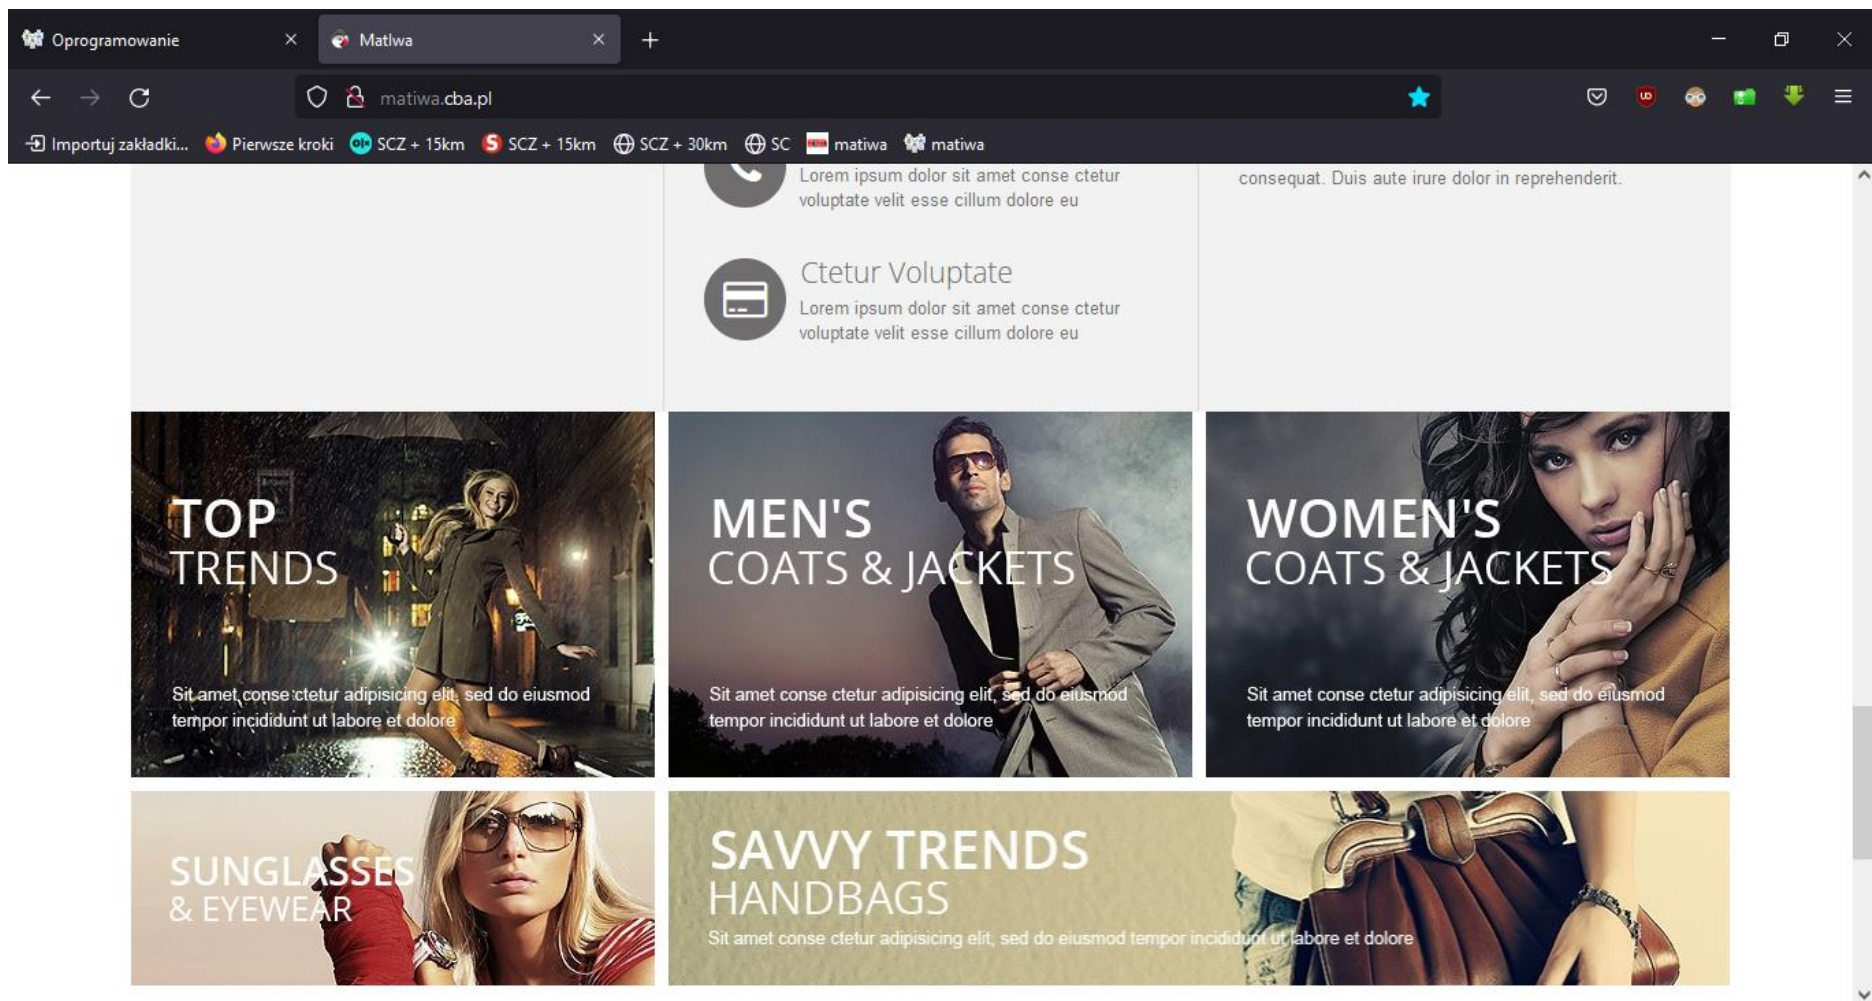 Oprogramowanie
MatIwa
matiwa.cba.pl
Importuj zakładki...
Pierwsze kroki
SCZ + 15km
SCZ + 15km
SCZ + 30km
SC
matiwa
matiwa
Lorem ipsum dolor sit amet conse ctetur
voluptate velit esse cillum dolore eu
consequat. Duis aute irure dolor in reprehenderit.
Ctetur Voluptate
Lorem ipsum dolor sit amet conse ctetur
voluptate velit esse cillum dolore eu
TOP
TRENDS
Sit amet conse ctetur adipisicing elit, sed do eiusmod
tempor incididunt ut labore et dolore
MEN'S
COATS & JACKETS
Sit amet conse ctetur adipisicing elit, sed do eiusmod
tempor incididunt ut labore et dolore
WOMEN'S
COATS & JACKETS
Sit amet conse ctetur adipisicing elit, sed do eiusmod
tempor incididunt ut labore et dolore
SUNGLASSES
& EYEWEAR
SAVVY TRENDS
HANDBAGS
Sit amet conse ctetur adipisicing elit, sed do eiusmod tempor incididunt ut labore et dolore